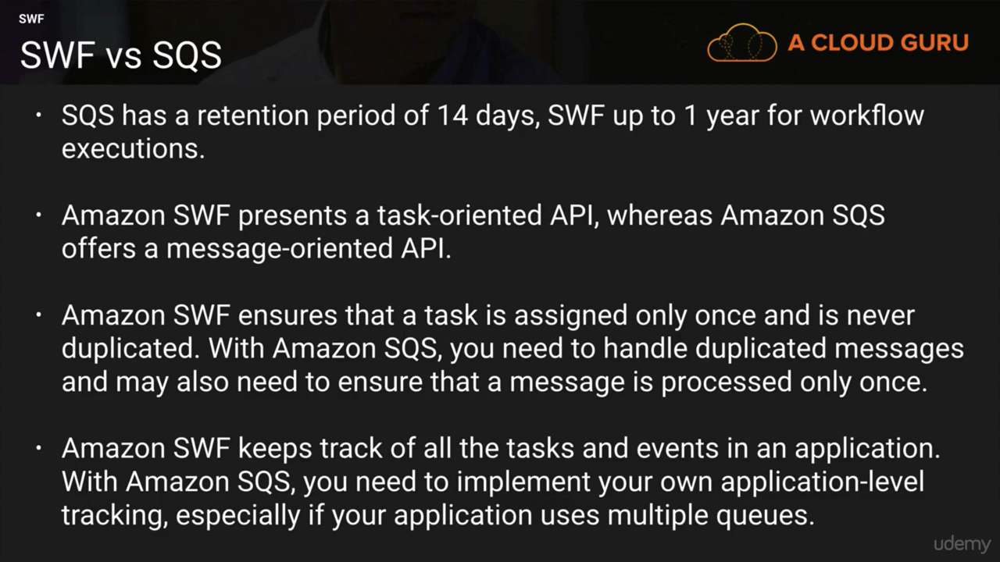 SWF
SWF vs SQS
A CLOUD GURU
• SQS has a retention period of 14 days, SWF up to 1 year for workflow
executions.
• Amazon SWF presents a task-oriented API, whereas Amazon SQS
offers a message-oriented API.
• Amazon SWF ensures that a task is assigned only once and is never
duplicated. With Amazon SQS, you need to handle duplicated messages
and may also need to ensure that a message is processed only once.
• Amazon SWF keeps track of all the tasks and events in an application.
With Amazon SQS, you need to implement your own application-level
tracking, especially if your application uses multiple queues.
udemy